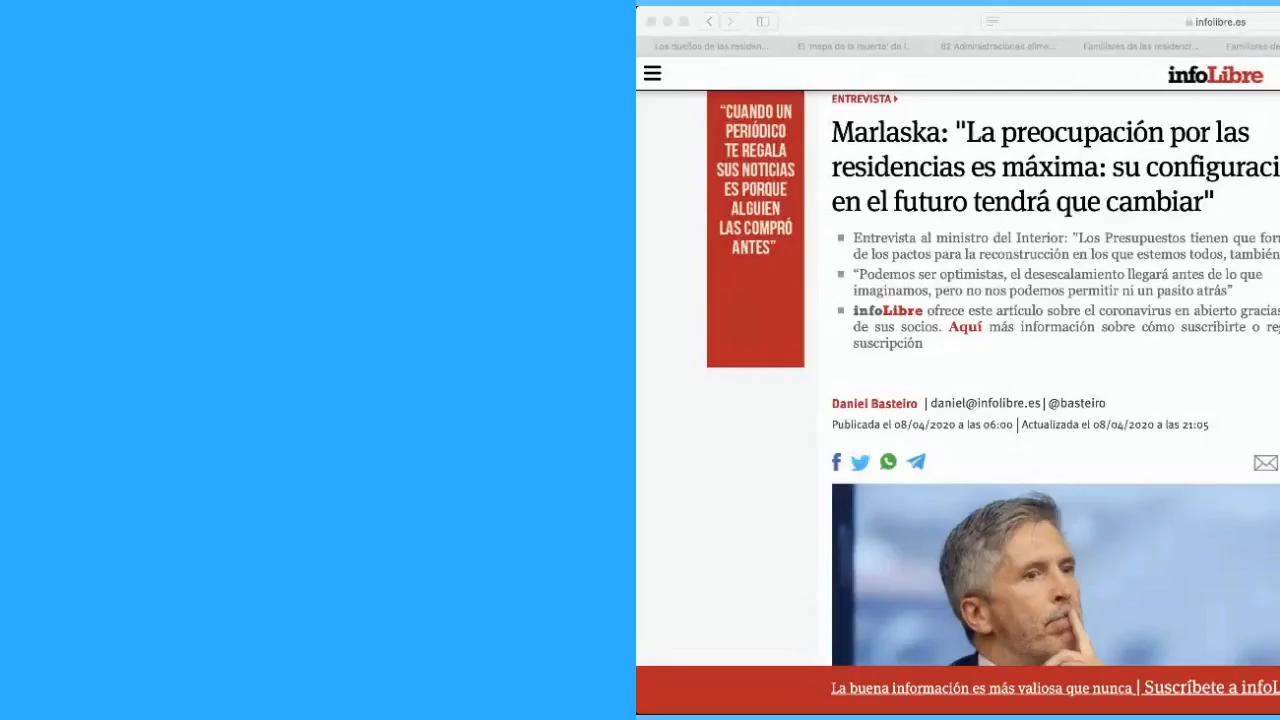 infolibre.es
Los dueños de las residen...
El 'mapa de la muerte' de l...
82 Administraciones alime...
Familiares de las residenci...
Familiares de
infoLibre
"CUANDO UN
PERIÓDICO
TE REGALA
SUS NOTICIAS
ES PORQUE
ALGUIEN
LAS COMPRÓ
ANTES"
ENTREVISTA
Marlaska: "La preocupación por las
residencias es máxima: su configuraci
en el futuro tendrá que cambiar"
Entrevista al ministro del Interior: "Los Presupuestos tienen que for
de los pactos para la reconstrucción en los que estemos todos, también
“Podemos ser optimistas, el desescalamiento llegará antes de lo que
imaginamos, pero no nos podemos permitir ni un pasito atrás”
infoLibre ofrece este artículo sobre el coronavirus en abierto gracias
de sus socios. Aquí más información sobre cómo suscribirte o re
suscripción
Daniel Basteiro | daniel@infolibre.es | @basteiro
Publicada el 08/04/2020 a las 06:00 | Actualizada el 08/04/2020 a las 21:05
La buena información es más valiosa que nunca | Suscríbete a infoL